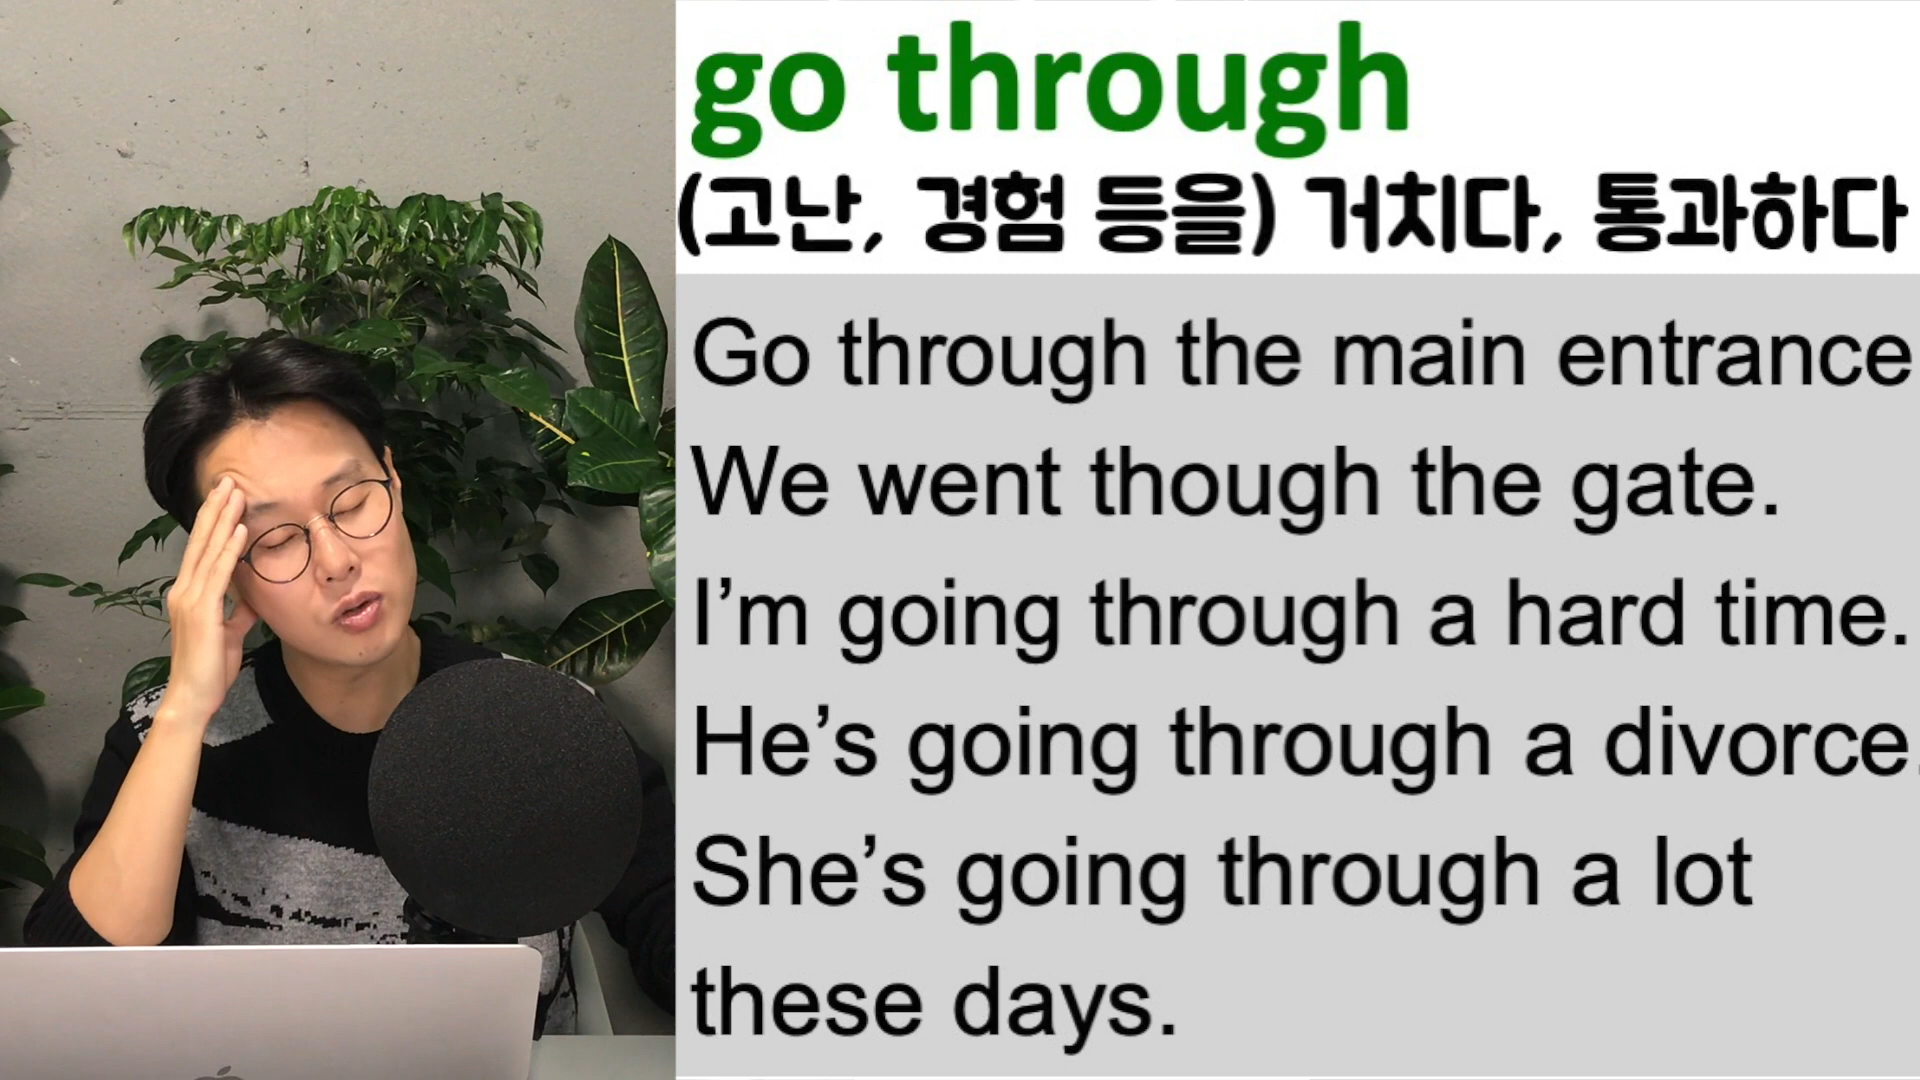 go through
(고난, 경험 등을) 거치다, 통과하다
Go through the main entrance
We went though the gate.
I’m going through a hard time.
He’s going through a divorce.
She’s going through a lot
these days.